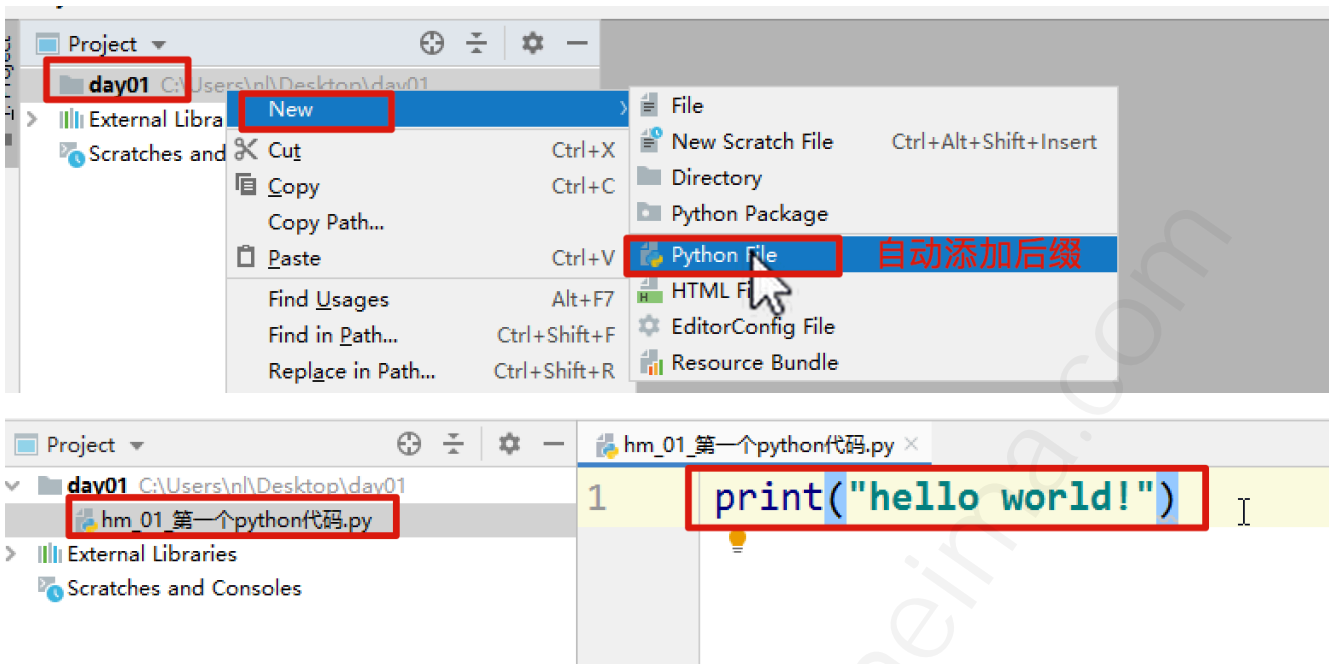 Project
day01 C:\Users\nl\Desktop\day01
External Libra
Scratches and
New
Cut Ctrl+X
Copy Ctrl+C
Copy Path...
Paste Ctrl+V
Find Usages Alt+F7
Find in Path... Ctrl+Shift+F
Replace in Path... Ctrl+Shift+R
File
New Scratch File Ctrl+Alt+Shift+Insert
Directory
Python Package
Python File 自动添加后缀
HTML Fi
EditorConfig File
Resource Bundle
Project
day01 C:\Users\nl\Desktop\day01
hm_01_第一个python代码.py
External Libraries
Scratches and Consoles
hm_01_第一个python代码.py
1 print("hello world!")
eima.com